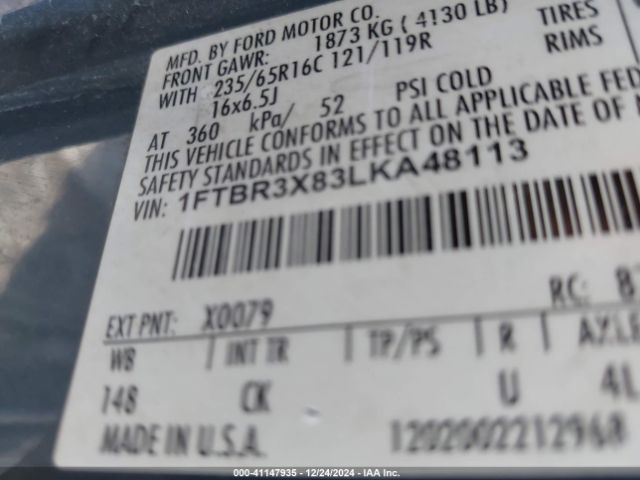 MFD. BY FORD MOTOR CO.
FRONT GAWR: 1873 KG ( 4130 LB)
WITH 235/65R16C 121/119R TIRES
16x6.5J RIMS
AT 360 kPa/ 52 PSI COLD
THIS VEHICLE CONFORMS TO ALL APPLICABLE FED
SAFETY STANDARDS IN EFFECT ON THE DATE OF
VIN: 1FTBR3X83LKA48113
EXT PNT: X0079 RC: 87
WB INT TR TP/PS R AXLE
148 CK U 4L
MADE IN U.S.A. 1202002212968
000-41147935 - 12/24/2024 - IAA Inc.